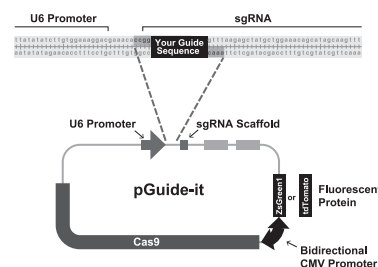 U6 Promoter
sgRNA
Your Guide
Sequence
U6 Promoter
sgRNA Scaffold
pGuide-it
ZsGreen1
or
tdTomato
Fluorescent
Protein
Cas9
Bidirectional
CMV Promoter